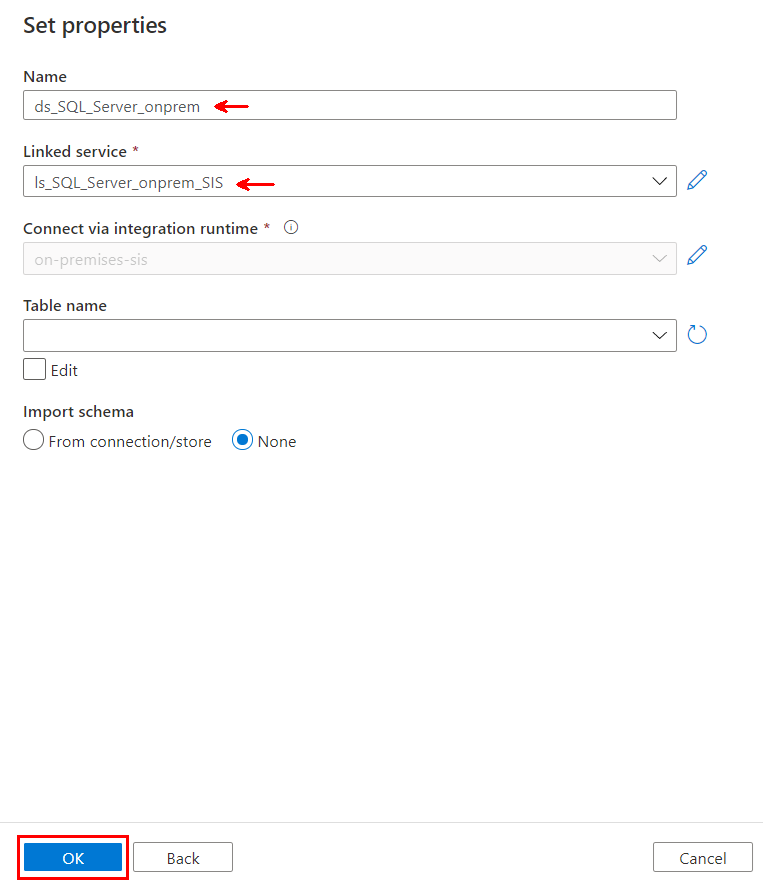 Set properties
Name
ds_SQL_Server_onprem
Linked service *
ls_SQL_Server_onprem_SIS
Connect via integration runtime *
on-premises-sis
Table name
Edit
Import schema
From connection/store None
OK Back Cancel